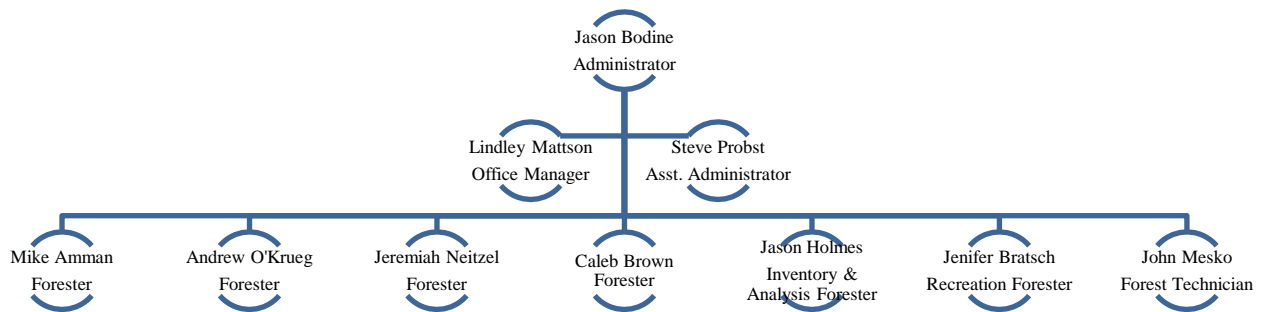 Jason Bodine
Administrator
Lindley Mattson
Office Manager
Steve Probst
Asst. Administrator
Mike Amman
Forester
Andrew O'Krueg
Forester
Jeremiah Neitzel
Forester
Caleb Brown
Forester
Jason Holmes
Inventory &
Analysis Forester
Jenifer Bratsch
Recreation Forester
John Mesko
Forest Technician